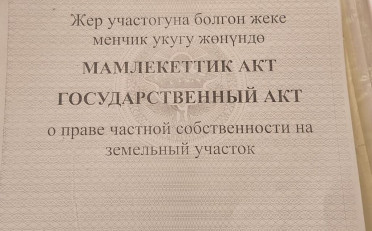 Жер участогуна болгон жеке
менчик укугу жөнүндө
МАМЛЕКЕТТИК АКТ
ГОСУДАРСТВЕННЫЙ АКТ
о праве частной собственности на
земельный участок